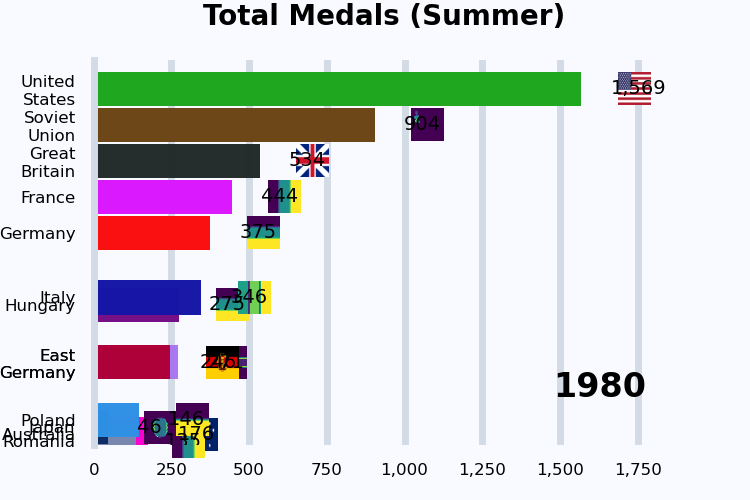 Total Medals (Summer)
United
States
1,569
Soviet
Union
904
Great
Britain
534
France
444
Germany
375
Italy
346
Hungary
East
Germany
1980
Poland
146
Japan
176
Australia
Romania
0 250 500 750 1,000 1,250 1,500 1,750